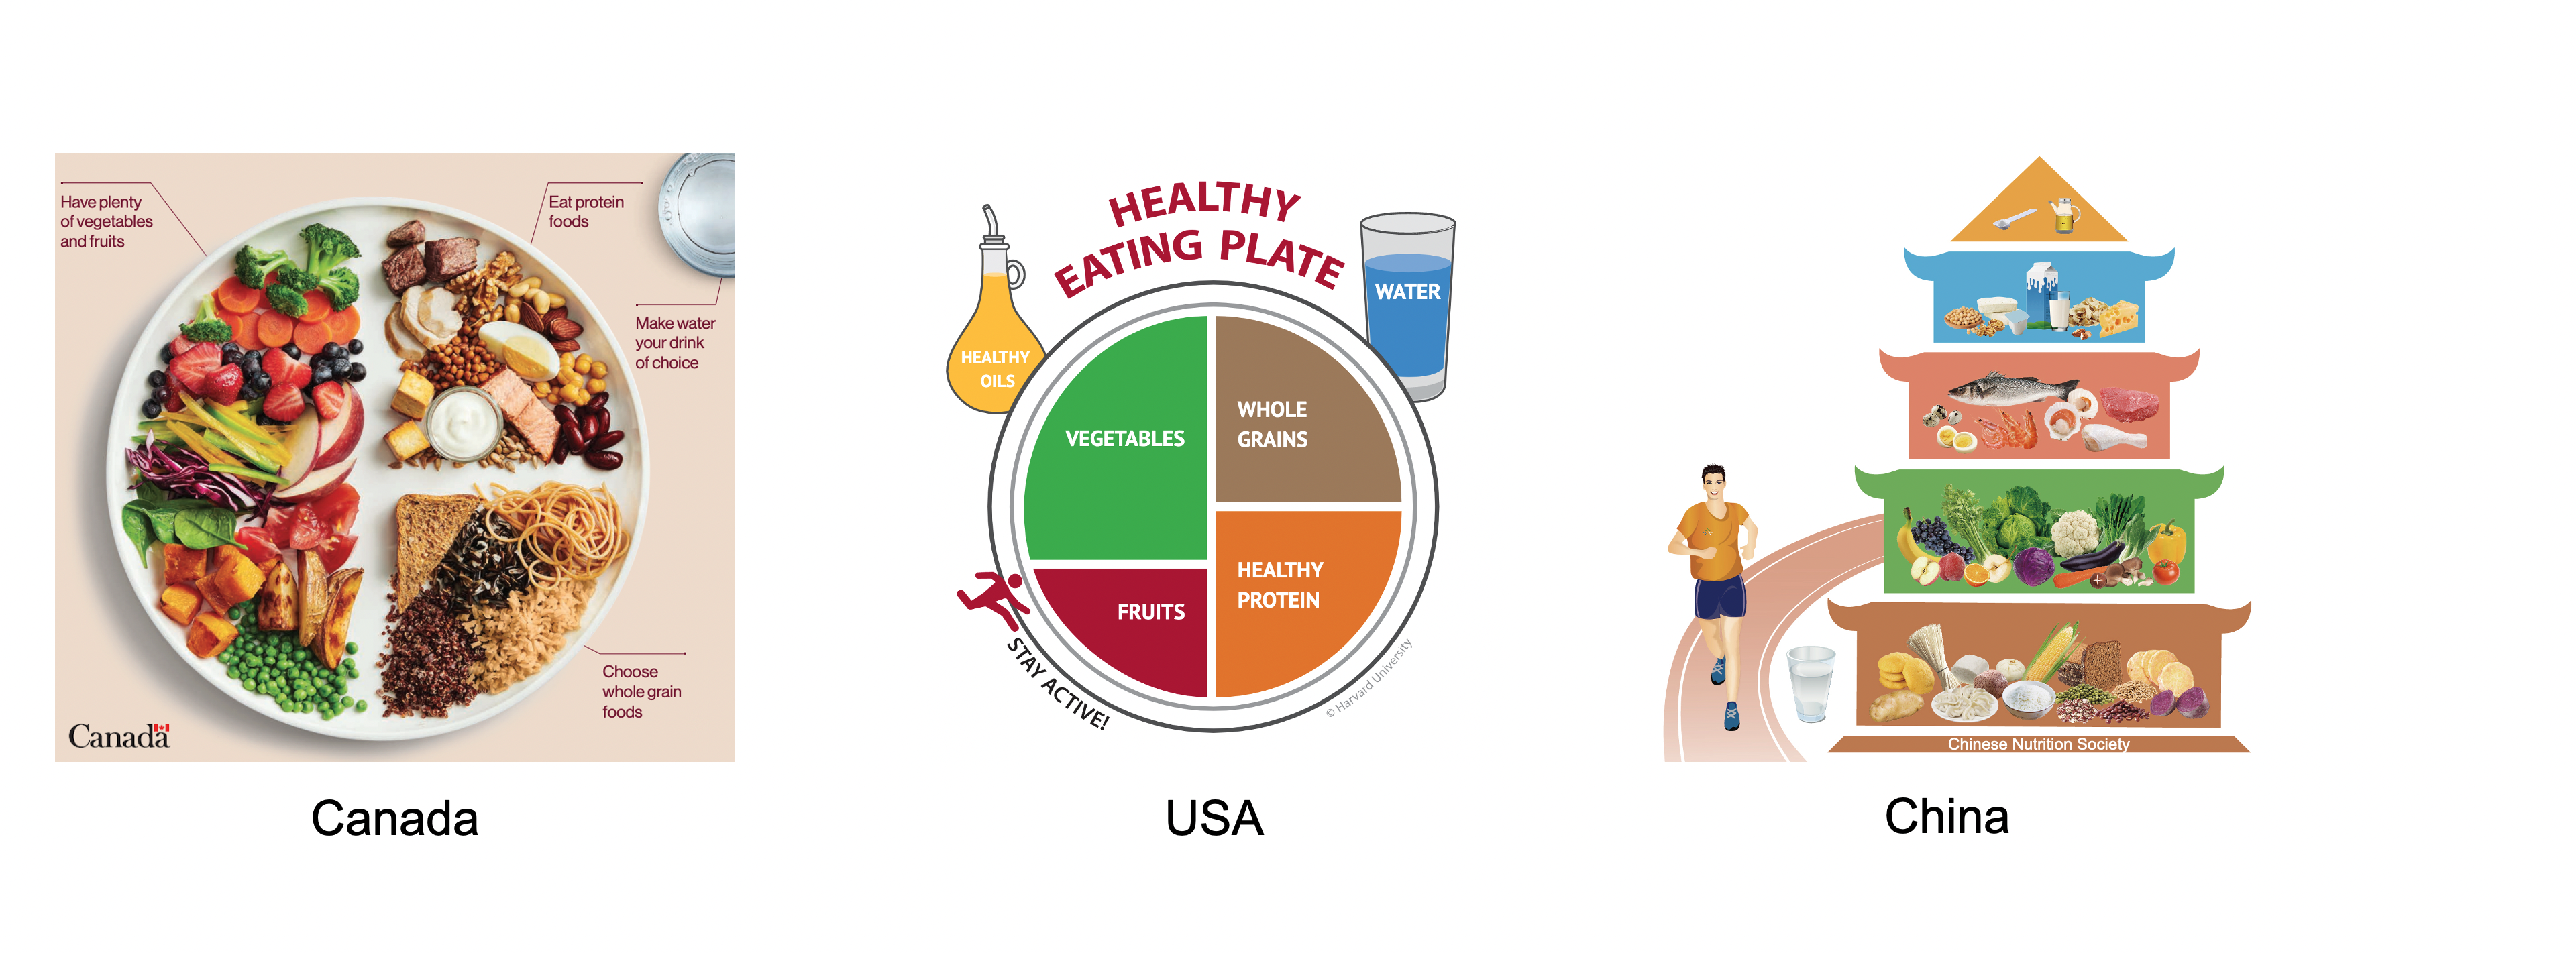 Have plenty
of vegetables
and fruits
Eat protein
foods
Make water
your drink
of choice
Choose
whole grain
foods
Canada
Canada
HEALTHY
EATING PLATE
HEALTHY
OILS
WATER
VEGETABLES
WHOLE
GRAINS
FRUITS
HEALTHY
PROTEIN
STAY ACTIVE!
© Harvard University
USA
Chinese Nutrition Society
China